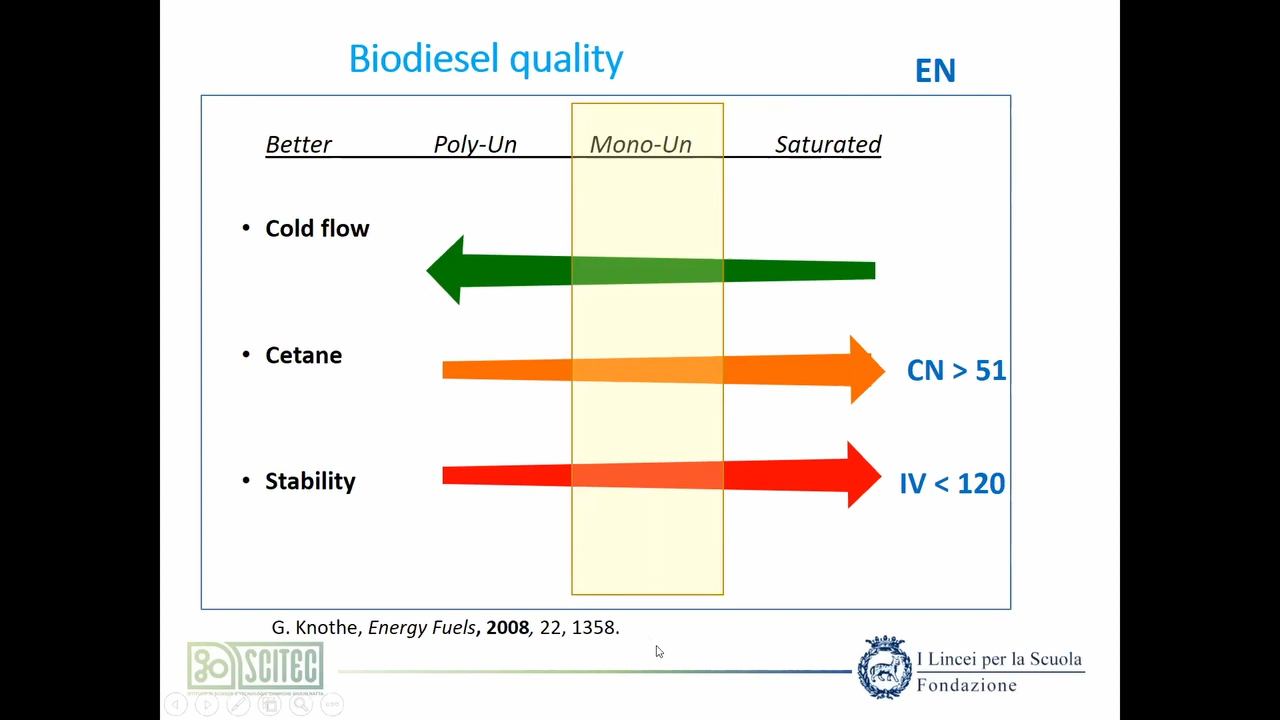 Biodiesel quality
EN
Better Poly-Un Mono-Un Saturated
• Cold flow
• Cetane
CN > 51
• Stability
IV < 120
G. Knothe, Energy Fuels, 2008, 22, 1358.
SCITEC
I Lincei per la Scuola
Fondazione